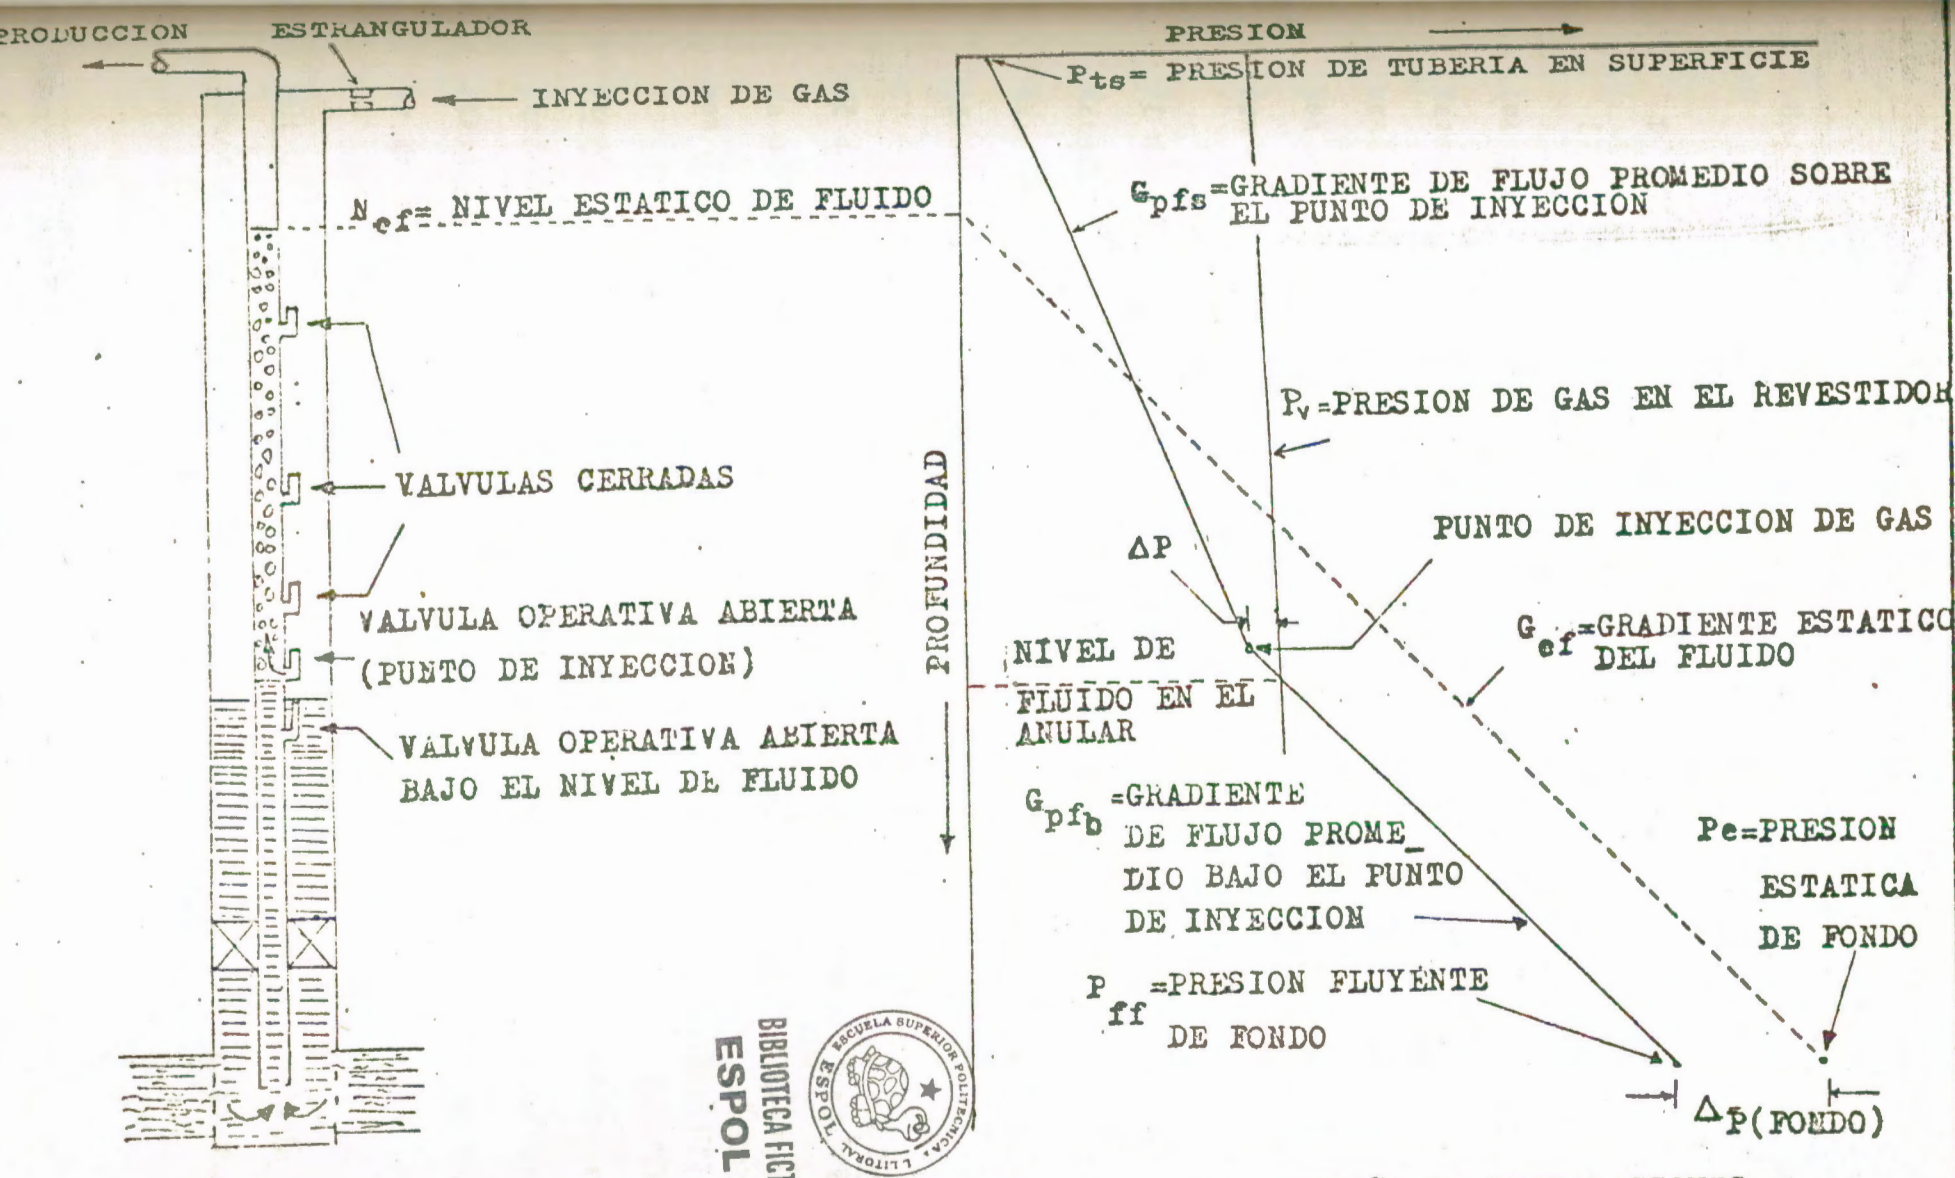 PRODUCCION
ESTRANGULADOR
INYECCION DE GAS
N ef= NIVEL ESTATICO DE FLUIDO
VALVULAS CERRADAS
VALVULA OPERATIVA ABIERTA
(PUNTO DE INYECCION)
VALVULA OPERATIVA ABIERTA
BAJO EL NIVEL DE FLUIDO
PRESION
Pts= PRESION DE TUBERIA EN SUPERFICIE
Gpfs=GRADIENTE DE FLUJO PROMEDIO SOBRE
EL PUNTO DE INYECCION
Pv=PRESION DE GAS EN EL REVESTIDOR
PROFUNDIDAD
ΔP
PUNTO DE INYECCION DE GAS
NIVEL DE
FLUIDO EN EL
ANULAR
G ef=GRADIENTE ESTATICO
DEL FLUIDO
Gpfb =GRADIENTE
DE FLUJO PROME_
DIO BAJO EL PUNTO
DE INYECCION
Pe=PRESION
ESTATICA
DE FONDO
P ff =PRESION FLUYENTE
DE FONDO
ΔP(FONDO)
BIBLIOTECA FICT
ESPOL
ESCUELA SUPERIOR POLITECNICA LITORAL
ESPOL